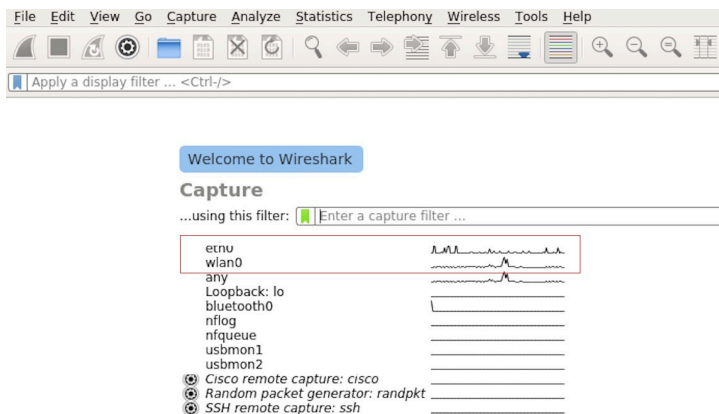 File Edit View Go Capture Analyze Statistics Telephony Wireless Tools Help
Apply a display filter ... <Ctrl-/>
Welcome to Wireshark
Capture
...using this filter: Enter a capture filter ...
eth0
wlan0
any
Loopback: lo
bluetooth0
nflog
nfqueue
usbmon1
usbmon2
Cisco remote capture: cisco
Random packet generator: randpkt
SSH remote capture: ssh